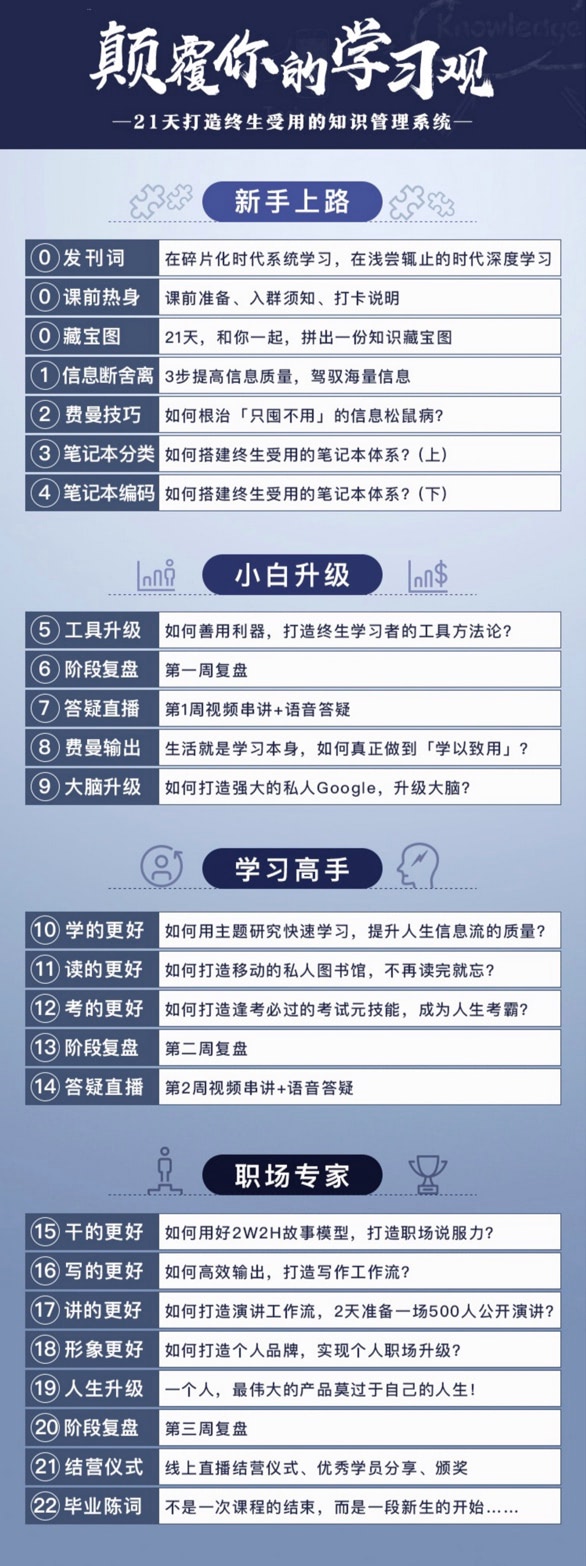 Knowledge
颠覆你的学习观
—21天打造终生受用的知识管理系统—
新手上路
0 发刊词 在碎片化时代系统学习，在浅尝辄止的时代深度学习
0 课前热身 课前准备、入群须知、打卡说明
0 藏宝图 21天，和你一起，拼出一份知识藏宝图
1 信息断舍离 3步提高信息质量，驾驭海量信息
2 费曼技巧 如何根治「只囤不用」的信息松鼠病？
3 笔记本分类 如何搭建终生受用的笔记本体系？（上）
4 笔记本编码 如何搭建终生受用的笔记本体系？（下）
小白升级
5 工具升级 如何善用利器，打造终生学习者的工具方法论？
6 阶段复盘 第一周复盘
7 答疑直播 第1周视频串讲+语音答疑
8 费曼输出 生活就是学习本身，如何真正做到「学以致用」？
9 大脑升级 如何打造强大的私人Google，升级大脑？
学习高手
10 学的更好 如何用主题研究快速学习，提升人生信息流的质量？
11 读的更好 如何打造移动的私人图书馆，不再读完就忘？
12 考的更好 如何打造逢考必过的考试元技能，成为人生考霸？
13 阶段复盘 第二周复盘
14 答疑直播 第2周视频串讲+语音答疑
职场专家
15 干的更好 如何用好2W2H故事模型，打造职场说服力？
16 写的更好 如何高效输出，打造写作工作流？
17 讲的更好 如何打造演讲工作流，2天准备一场500人公开演讲？
18 形象更好 如何打造个人品牌，实现个人职场升级？
19 人生升级 一个人，最伟大的产品莫过于自己的人生！
20 阶段复盘 第三周复盘
21 结营仪式 线上直播结营仪式、优秀学员分享、颁奖
22 毕业陈词 不是一次课程的结束，而是一段新生的开始……